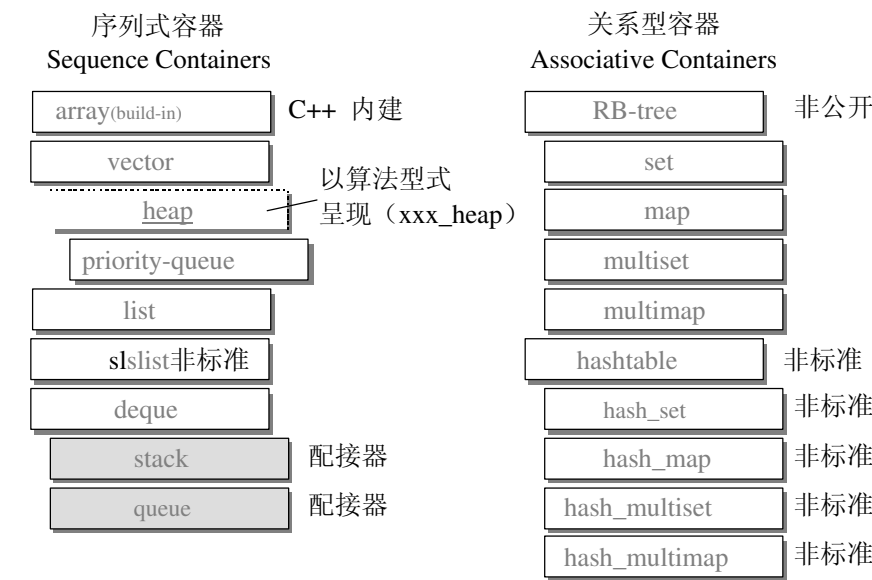 序列式容器
Sequence Containers
array(build-in)
C++ 内建
vector
heap
以算法型式
呈现（xxx_heap）
priority-queue
list
slslist非标准
deque
stack
配接器
queue
配接器
关系型容器
Associative Containers
RB-tree
非公开
set
map
multiset
multimap
hashtable
非标准
hash_set
非标准
hash_map
非标准
hash_multiset
非标准
hash_multimap
非标准